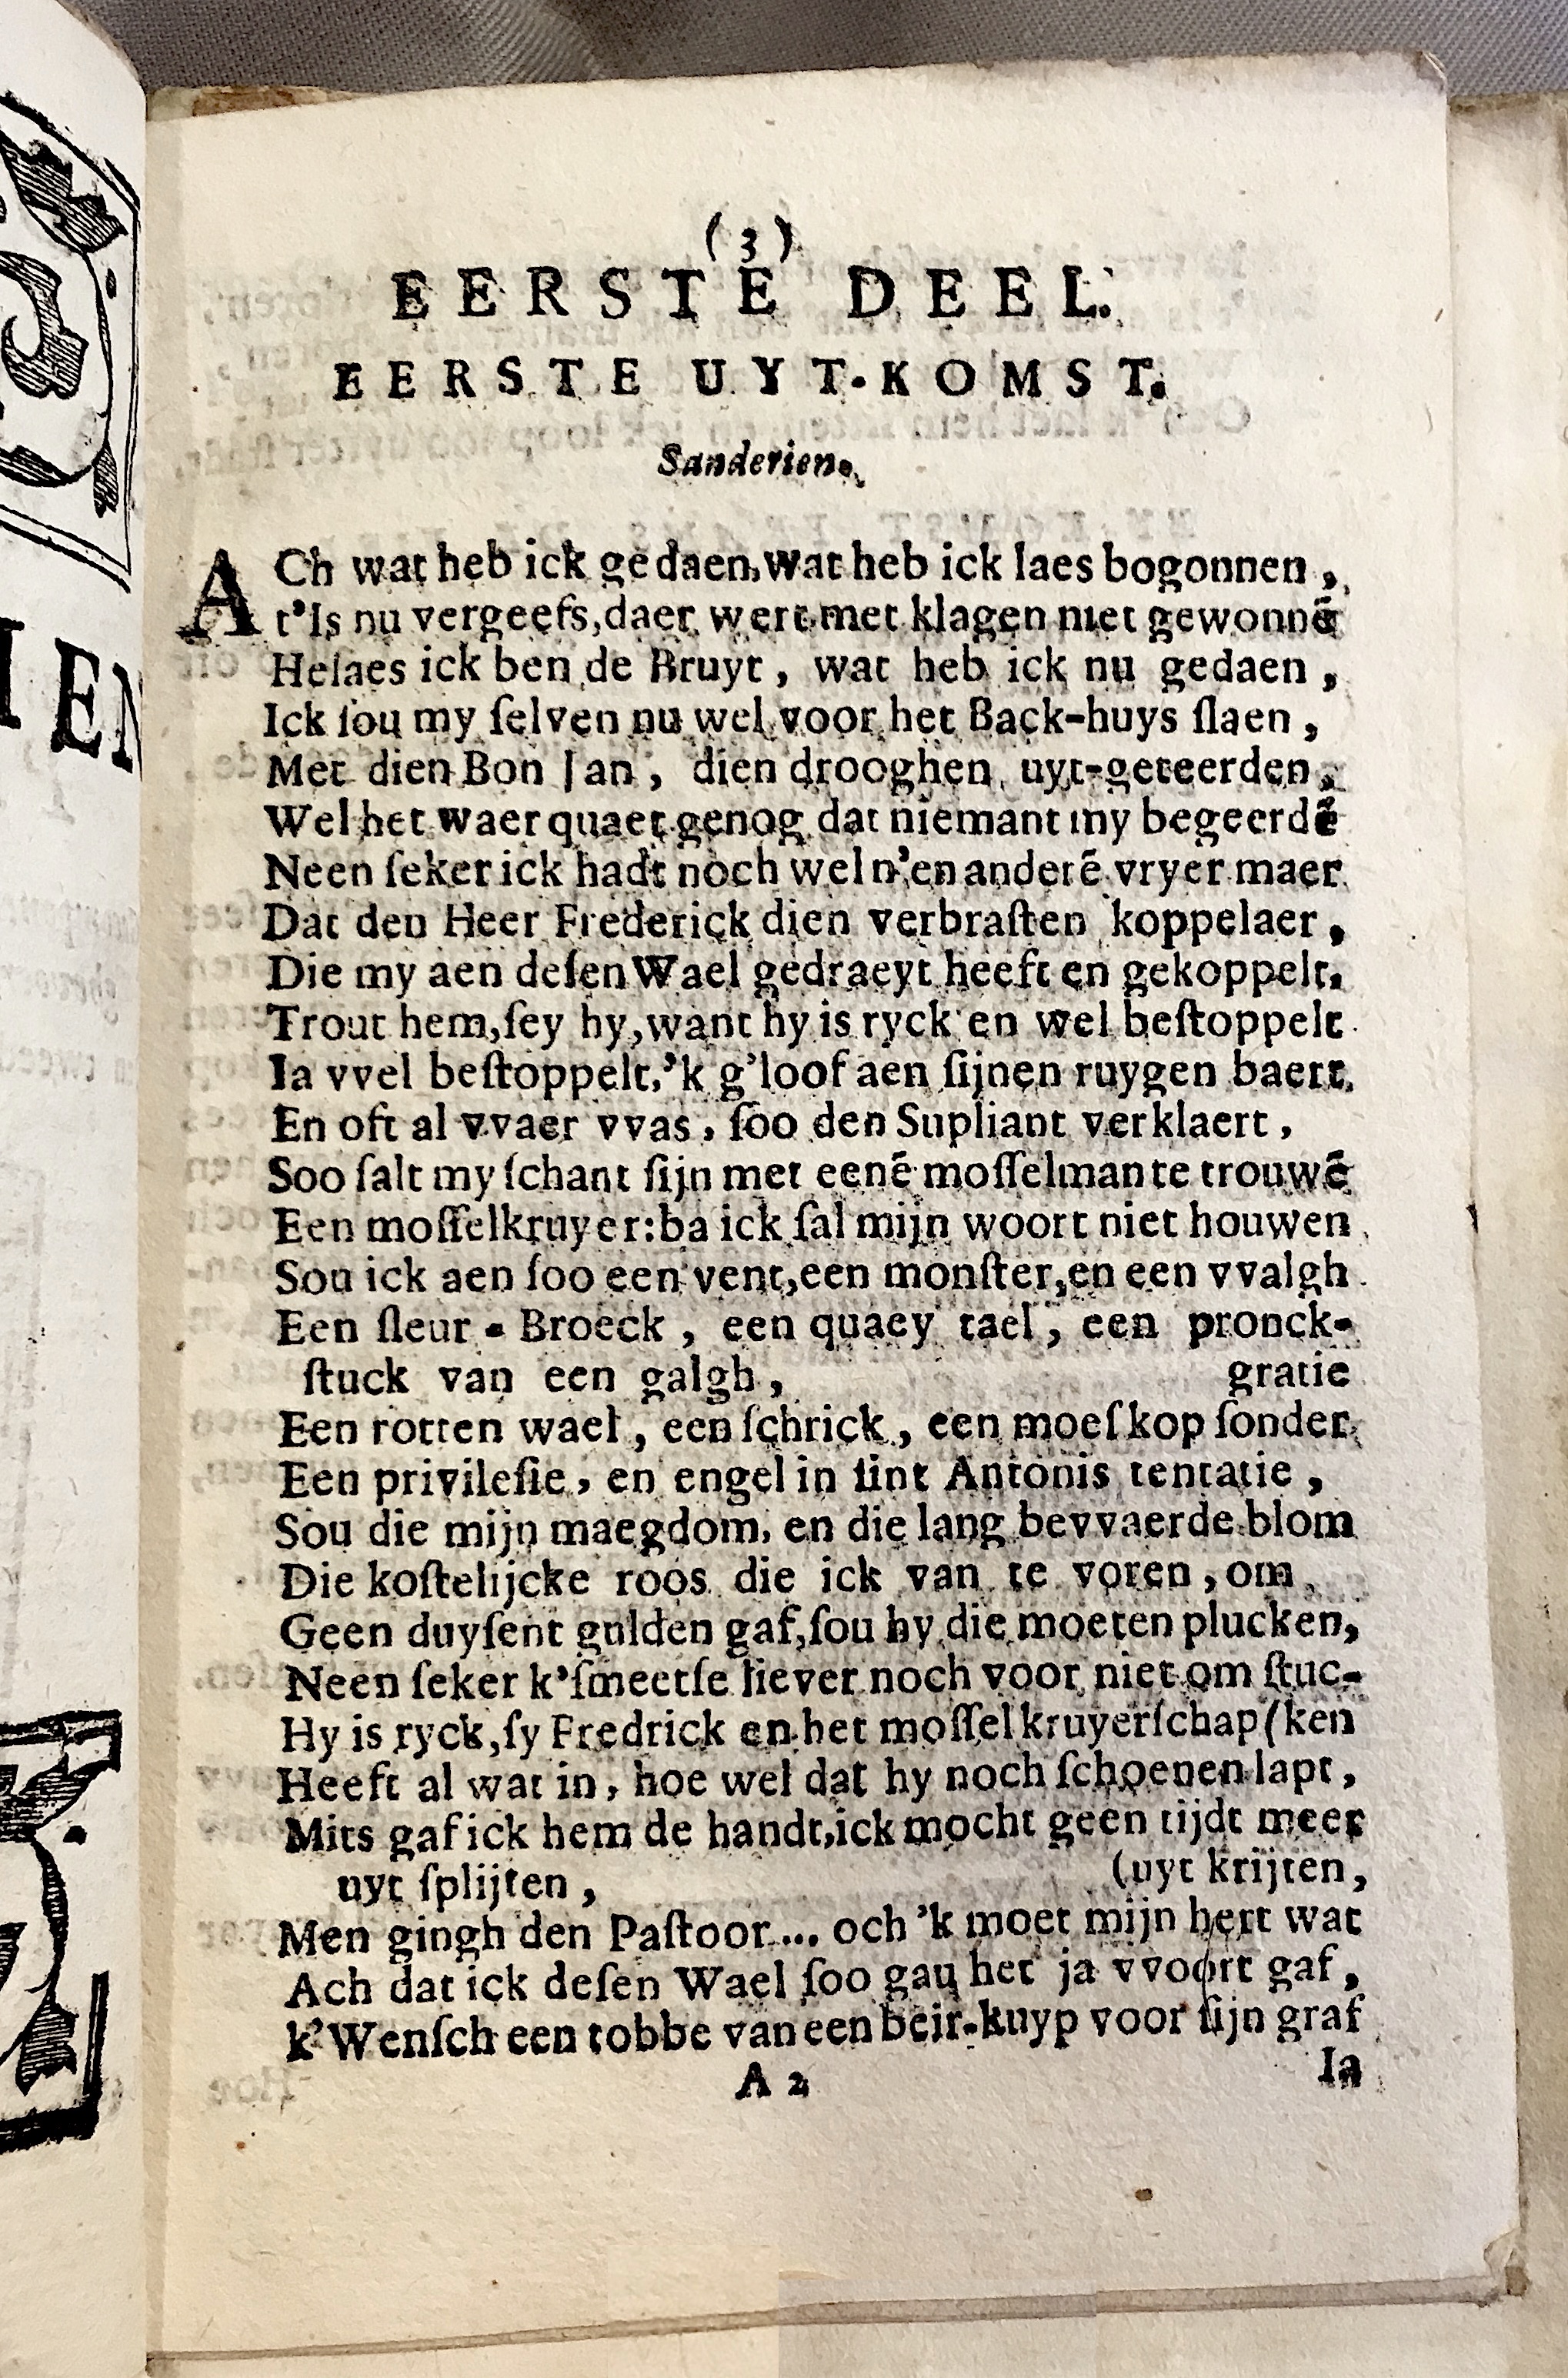 (3)
EERSTE DEEL.
EERSTE UYT-KOMST.
Sanderien.
ACh wat heb ick gedaen, wat heb ick laes bogonnen,
t'Is nu vergeefs, daer wert met klagen niet gewonnē
Helaes ick ben de Bruyt, wat heb ick nu gedaen,
Ick ſou my ſelven nu wel voor het Back-huys ſlaen,
Met dien Bon Jan, dien drooghen uyt-geteerden,
Wel het waer quaet genog dat niemant my begeerdē
Neen ſeker ick hadt noch wel n'en anderē vryer maer
Dat den Heer Frederick dien verbraſten koppelaer,
Die my aen deſen Wael gedraeyt heeft en gekoppelt,
Trout hem, ſey hy, want hy is ryck en wel beſtoppelt.
Ia vvel beſtoppelt, 'k g'loof aen ſijnen ruygen baert,
En oft al vvaer vvas, ſoo den Supliant verklaert,
Soo ſalt my ſchant ſijn met eenē moſſelman te trouwē
Een moſſelkruyer: ba ick ſal mijn woort niet houwen,
Sou ick aen ſoo een vent, een monſter, en een vvalgh.
Een ſleur-Broeck, een quaey tael, een pronck-
ſtuck van een galgh, gratie
Een rotten wael, een ſchrick, een moeſkop ſonder
Een privileſie, en engel in ſint Antonis tentatie,
Sou die mijn maegdom, en die lang bevvaerde blom
Die koſtelijcke roos die ick van te voren, om
Geen duyſent gulden gaf, ſou hy die moeten plucken,
Neen ſeker k'ſmeetſe liever noch voor niet om ſtuc-
Hy is ryck, ſy Fredrick en het moſſelkruyerſchap (ken
Heeft al wat in, hoe wel dat hy noch ſchoenen lapt,
Mits gaf ick hem de handt, ick mocht geen tijdt meer
uyt ſplijten, (uyt krijten,
Men gingh den Paſtoor... och 'k moet mijn hert wat
Ach dat ick deſen Wael ſoo gau het ja vvoort gaf,
k'Wenſch een tobbe van een beir-kuyp voor ſijn graf
A 2 Ia